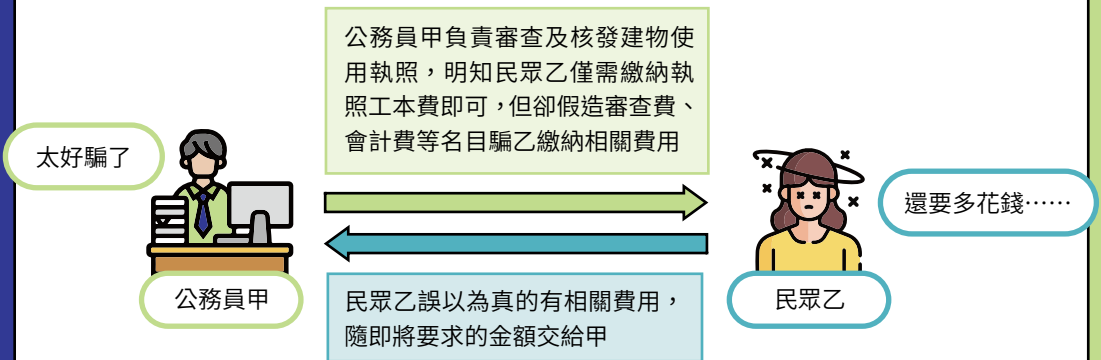 公務員甲負責審查及核發建物使
用執照，明知民眾乙僅需繳納執
照工本費即可，但卻假造審查費、
會計費等名目騙乙繳納相關費用
太好騙了
還要多花錢……
公務員甲
民眾乙誤以為真的有相關費用，
隨即將要求的金額交給甲
民眾乙